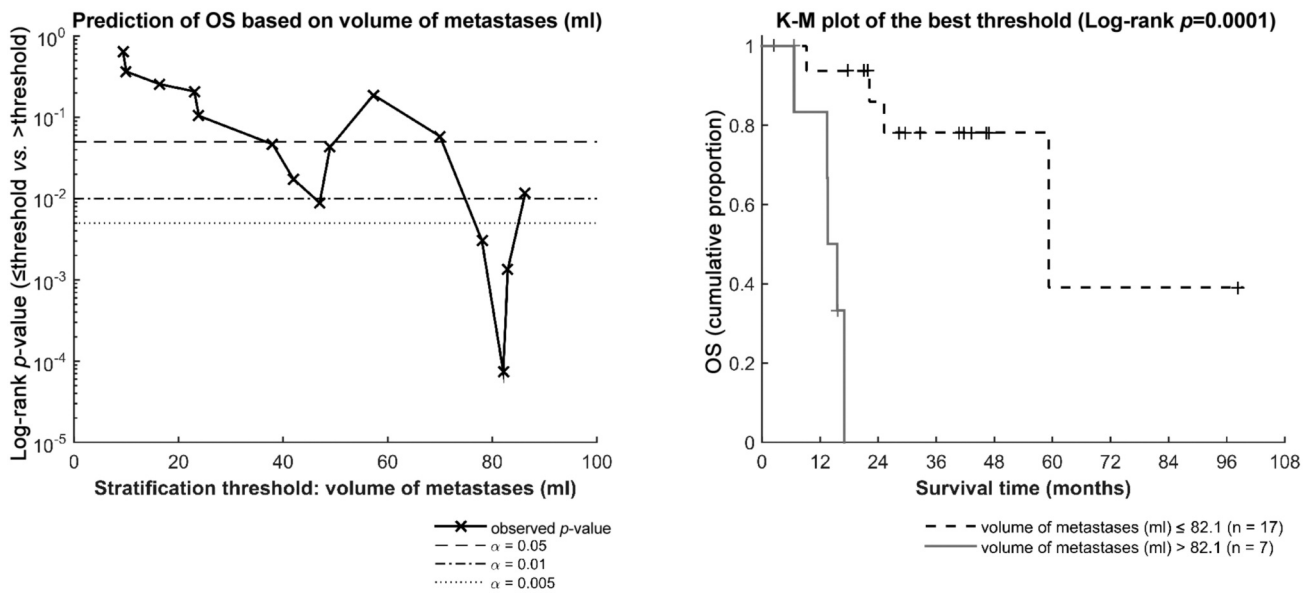 Prediction of OS based on volume of metastases (ml)
Log-rank p-value (≤threshold vs. >threshold)
10^0
10^-1
10^-2
10^-3
10^-4
10^-5
0 20 40 60 80 100
Stratification threshold: volume of metastases (ml)
observed p-value
α = 0.05
α = 0.01
α = 0.005
K-M plot of the best threshold (Log-rank p=0.0001)
OS (cumulative proportion)
1
0.8
0.6
0.4
0.2
0
0 12 24 36 48 60 72 84 96 108
Survival time (months)
volume of metastases (ml) ≤ 82.1 (n = 17)
volume of metastases (ml) > 82.1 (n = 7)